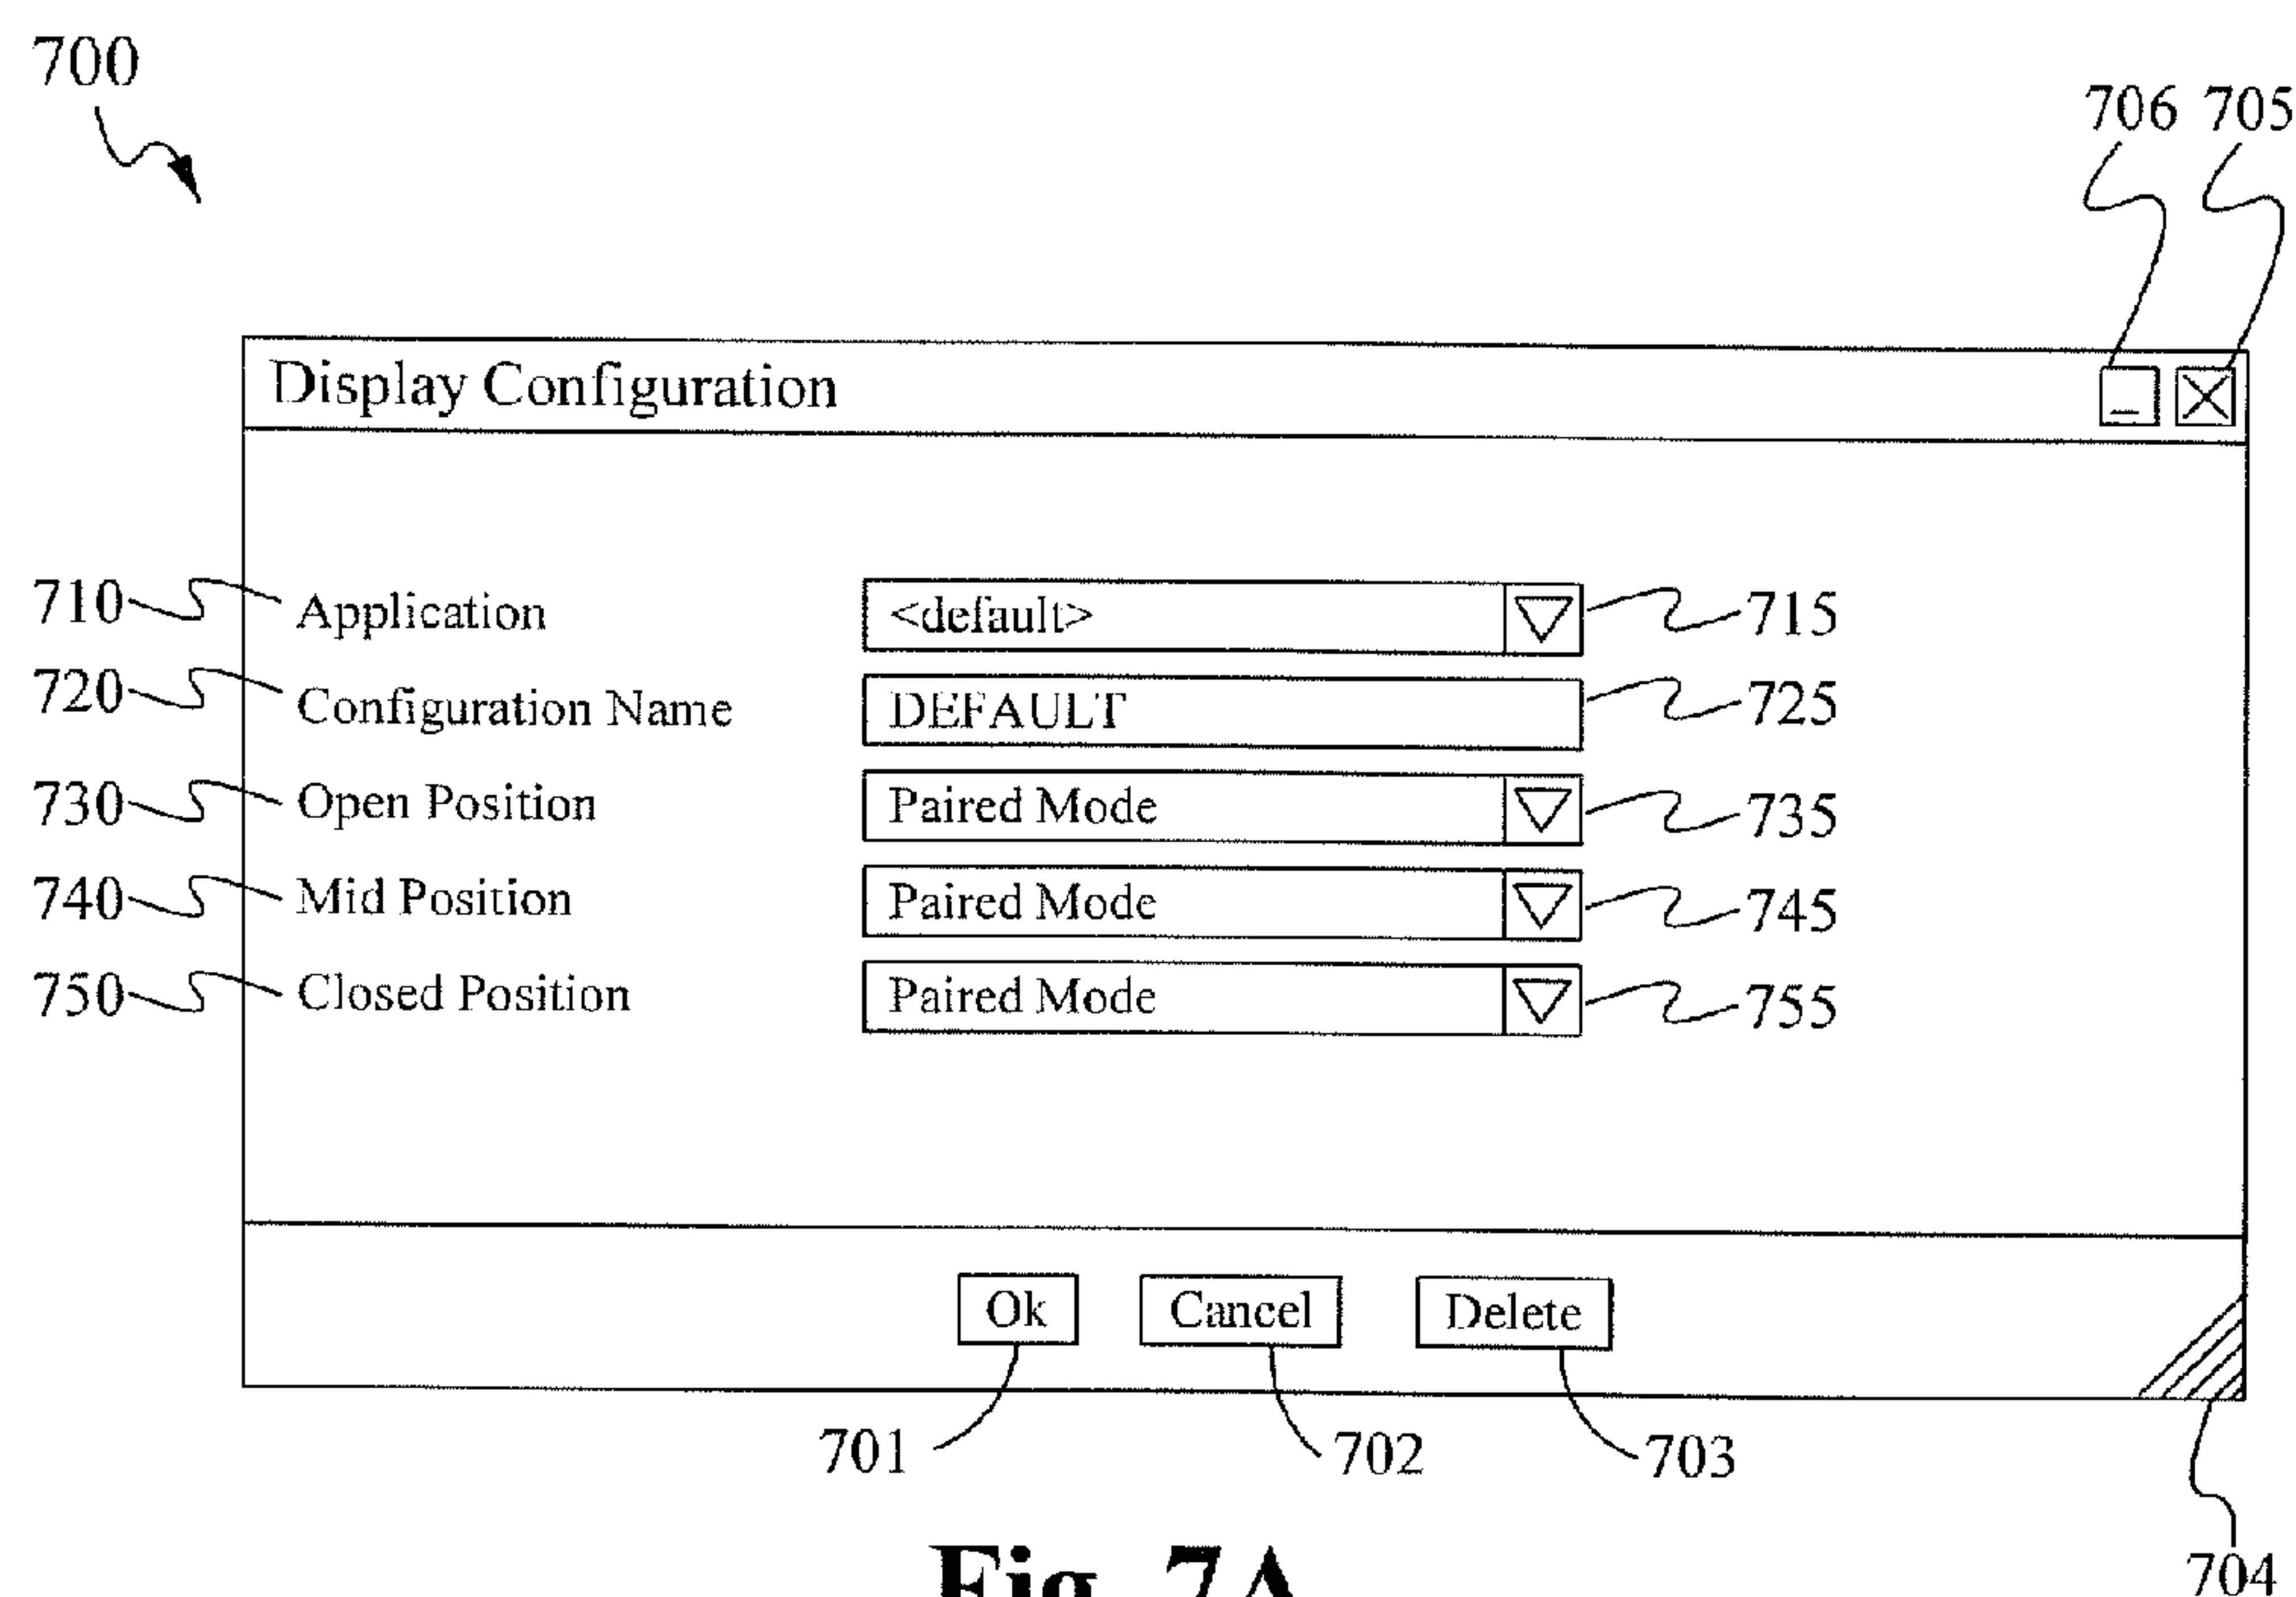 700
706 705
Display Configuration
710 Application <default> 715
720 Configuration Name DEFAULT 725
730 Open Position Paired Mode 735
740 Mid Position Paired Mode 745
750 Closed Position Paired Mode 755
Ok Cancel Delete
701 702 703
704
Fig. 7A